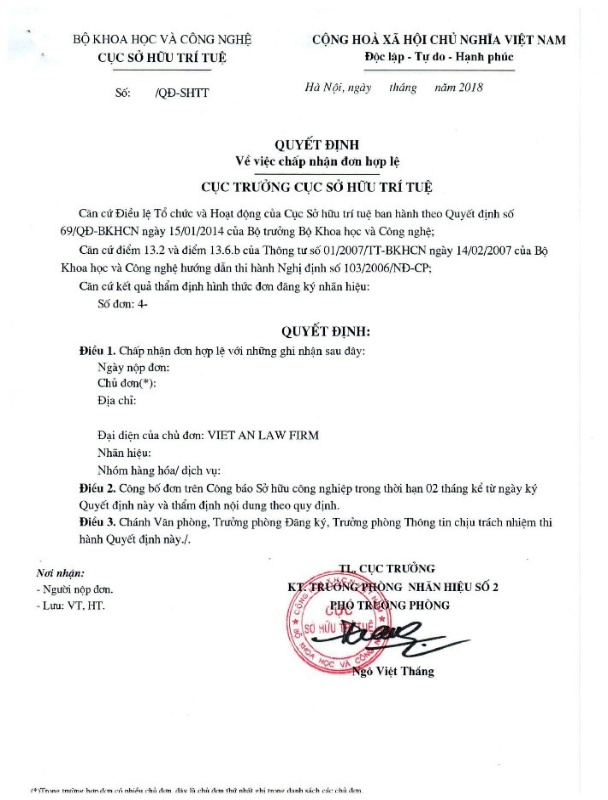 BỘ KHOA HỌC VÀ CÔNG NGHỆ
CỤC SỞ HỮU TRÍ TUỆ
CỘNG HOÀ XÃ HỘI CHỦ NGHĨA VIỆT NAM
Độc lập - Tự do - Hạnh phúc
Số: /QĐ-SHTT
Hà Nội, ngày tháng năm 2018
QUYẾT ĐỊNH
Về việc chấp nhận đơn hợp lệ
CỤC TRƯỞNG CỤC SỞ HỮU TRÍ TUỆ
Căn cứ Điều lệ Tổ chức và Hoạt động của Cục Sở hữu trí tuệ ban hành theo Quyết định số
69/QĐ-BKHCN ngày 15/01/2014 của Bộ trưởng Bộ Khoa học và Công nghệ;
Căn cứ điểm 13.2 và điểm 13.6.b của Thông tư số 01/2007/TT-BKHCN ngày 14/02/2007 của Bộ
Khoa học và Công nghệ hướng dẫn thi hành Nghị định số 103/2006/NĐ-CP;
Căn cứ kết quả thẩm định hình thức đơn đăng ký nhãn hiệu:
Số đơn: 4-
QUYẾT ĐỊNH:
Điều 1. Chấp nhận đơn hợp lệ với những ghi nhận sau đây:
Ngày nộp đơn:
Chủ đơn(*):
Địa chỉ:
Đại diện của chủ đơn: VIET AN LAW FIRM
Nhãn hiệu:
Nhóm hàng hóa/ dịch vụ:
Điều 2. Công bố đơn trên Công báo Sở hữu công nghiệp trong thời hạn 02 tháng kể từ ngày ký
Quyết định này và thẩm định nội dung theo quy định.
Điều 3. Chánh Văn phòng, Trưởng phòng Đăng ký, Trưởng phòng Thông tin chịu trách nhiệm thi
hành Quyết định này./.
Nơi nhận:
- Người nộp đơn.
- Lưu: VT, HT.
TL. CỤC TRƯỞNG
KT. TRƯỞNG PHÒNG NHÃN HIỆU SỐ 2
PHÓ TRƯỞNG PHÒNG
CỤC
SỞ HỮU TRÍ TUỆ
BỘ KHOA HỌC VÀ CÔNG
Ngô Việt Thắng
(*)Trong trường hợp đơn có nhiều chủ đơn, đây là chủ đơn thứ nhất ghi trong danh sách các chủ đơn.